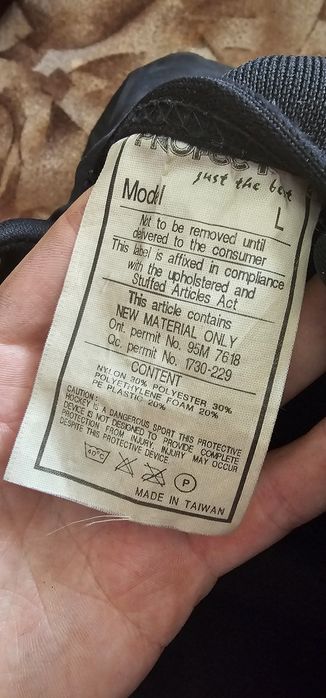 just the best
Model L
Not to be removed until
delivered to the consumer
This label is affixed in compliance
with the upholstered and
Stuffed Articles Act
This article contains
NEW MATERIAL ONLY
Ont. permit No. 95M 7618
Qc. permit No. 1730-229
CONTENT
NYLON 30% POLYESTER 30%
POLYETHYLENE FOAM 20%
PE PLASTIC 20%
CAUTION:
HOCKEY IS A DANGEROUS SPORT THIS PROTECTIVE
DEVICE IS NOT DESIGNED TO PROVIDE COMPLETE
PROTECTION FROM INJURY. INJURY MAY OCCUR
DESPITE THIS PROTECTIVE DEVICE.
40°C P
MADE IN TAIWAN